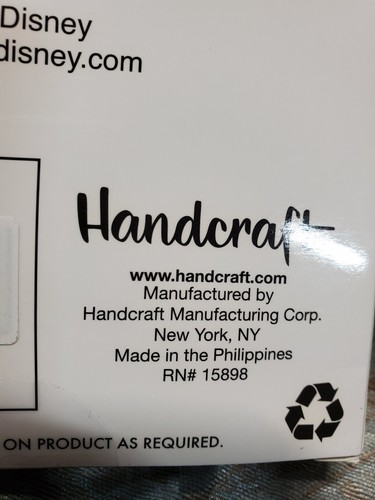 Disney
disney.com
Handcraft
www.handcraft.com
Manufactured by
Handcraft Manufacturing Corp.
New York, NY
Made in the Philippines
RN# 15898
ON PRODUCT AS REQUIRED.